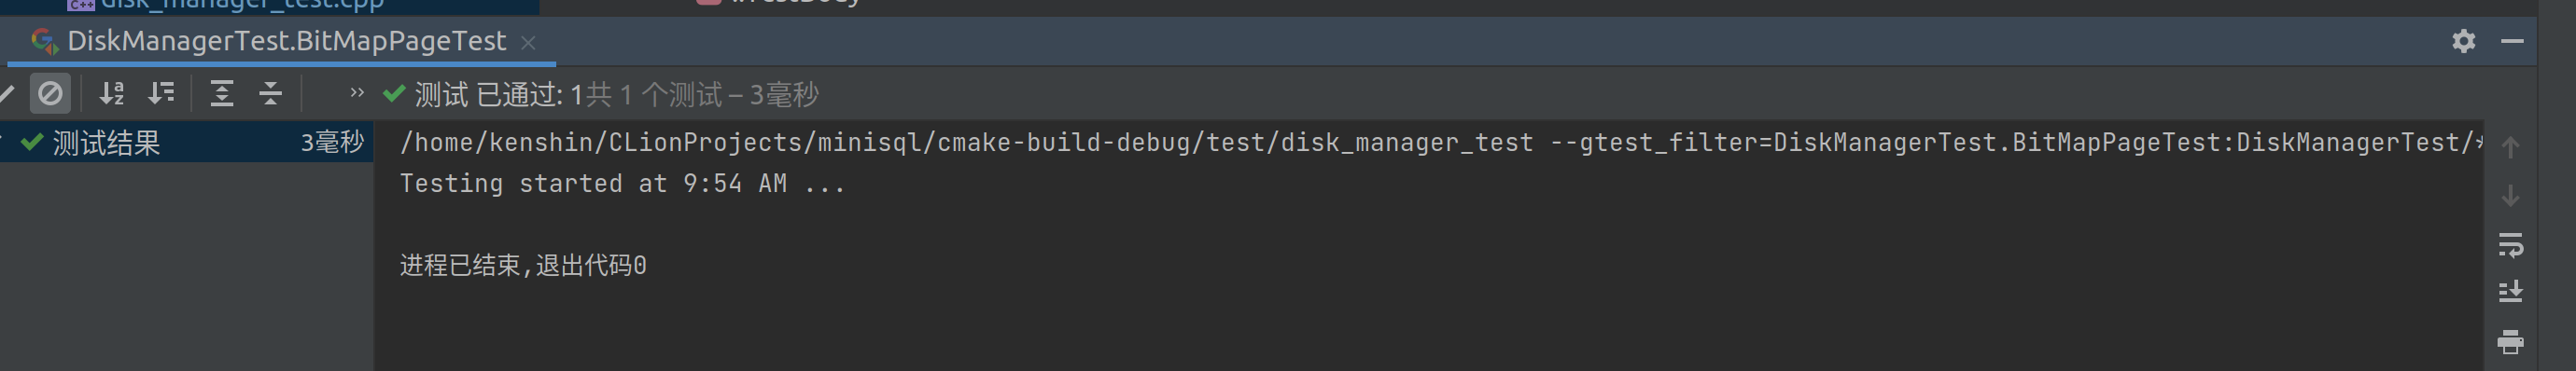 disk_manager_test.cpp
DiskManagerTest.BitMapPageTest
测试 已通过: 1共 1 个测试 – 3毫秒
测试结果 3毫秒
/home/kenshin/CLionProjects/minisql/cmake-build-debug/test/disk_manager_test --gtest_filter=DiskManagerTest.BitMapPageTest:DiskManagerTest/*
Testing started at 9:54 AM ...
进程已结束,退出代码0